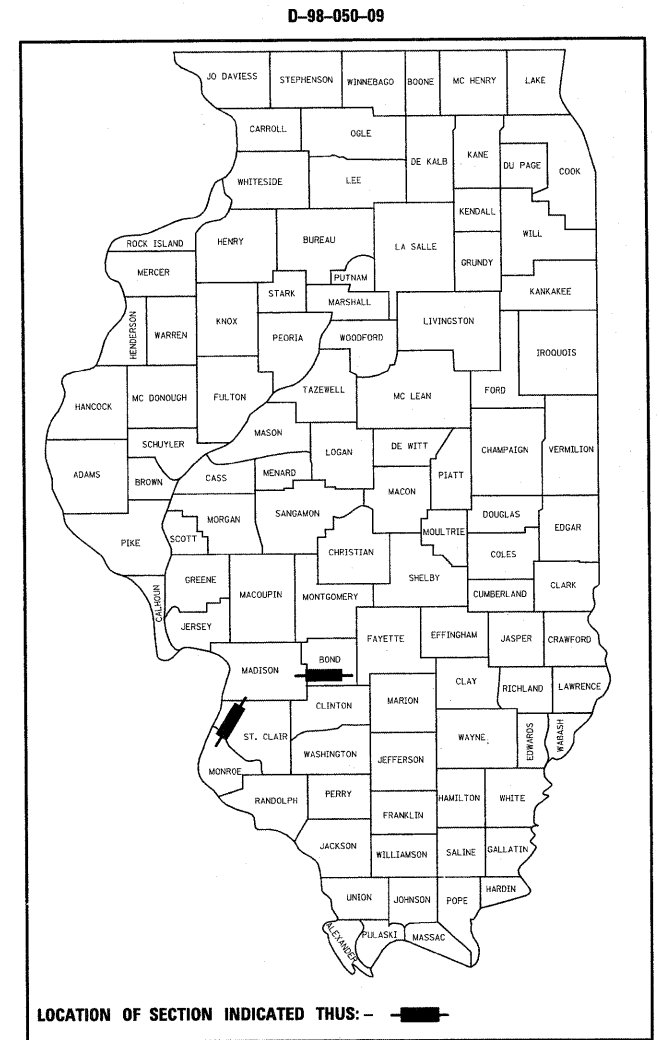 D-98-050-09
JO DAVIESS
STEPHENSON
WINNEBAGO
BOONE
MC HENRY
LAKE
CARROLL
OGLE
DE KALB
KANE
DU PAGE
COOK
WHITESIDE
LEE
KENDALL
ROCK ISLAND
HENRY
BUREAU
LA SALLE
WILL
MERCER
PUTNAM
GRUNDY
STARK
MARSHALL
KANKAKEE
HENDERSON
WARREN
KNOX
PEORIA
WOODFORD
LIVINGSTON
IROQUOIS
HANCOCK
MC DONOUGH
FULTON
TAZEWELL
MC LEAN
FORD
MASON
SCHUYLER
LOGAN
DE WITT
CHAMPAIGN
VERMILION
ADAMS
BROWN
CASS
MENARD
PIATT
MACON
PIKE
SCOTT
MORGAN
SANGAMON
CHRISTIAN
MOULTRIE
DOUGLAS
EDGAR
COLES
CALHOUN
GREENE
MACOUPIN
MONTGOMERY
SHELBY
CUMBERLAND
CLARK
JERSEY
FAYETTE
EFFINGHAM
JASPER
CRAWFORD
MADISON
BOND
CLAY
RICHLAND
LAWRENCE
CLINTON
MARION
ST. CLAIR
WAYNE
EDWARDS
WABASH
WASHINGTON
JEFFERSON
MONROE
RANDOLPH
PERRY
HAMILTON
WHITE
FRANKLIN
JACKSON
WILLIAMSON
SALINE
GALLATIN
UNION
JOHNSON
POPE
HARDIN
ALEXANDER
PULASKI
MASSAC
LOCATION OF SECTION INDICATED THUS: -